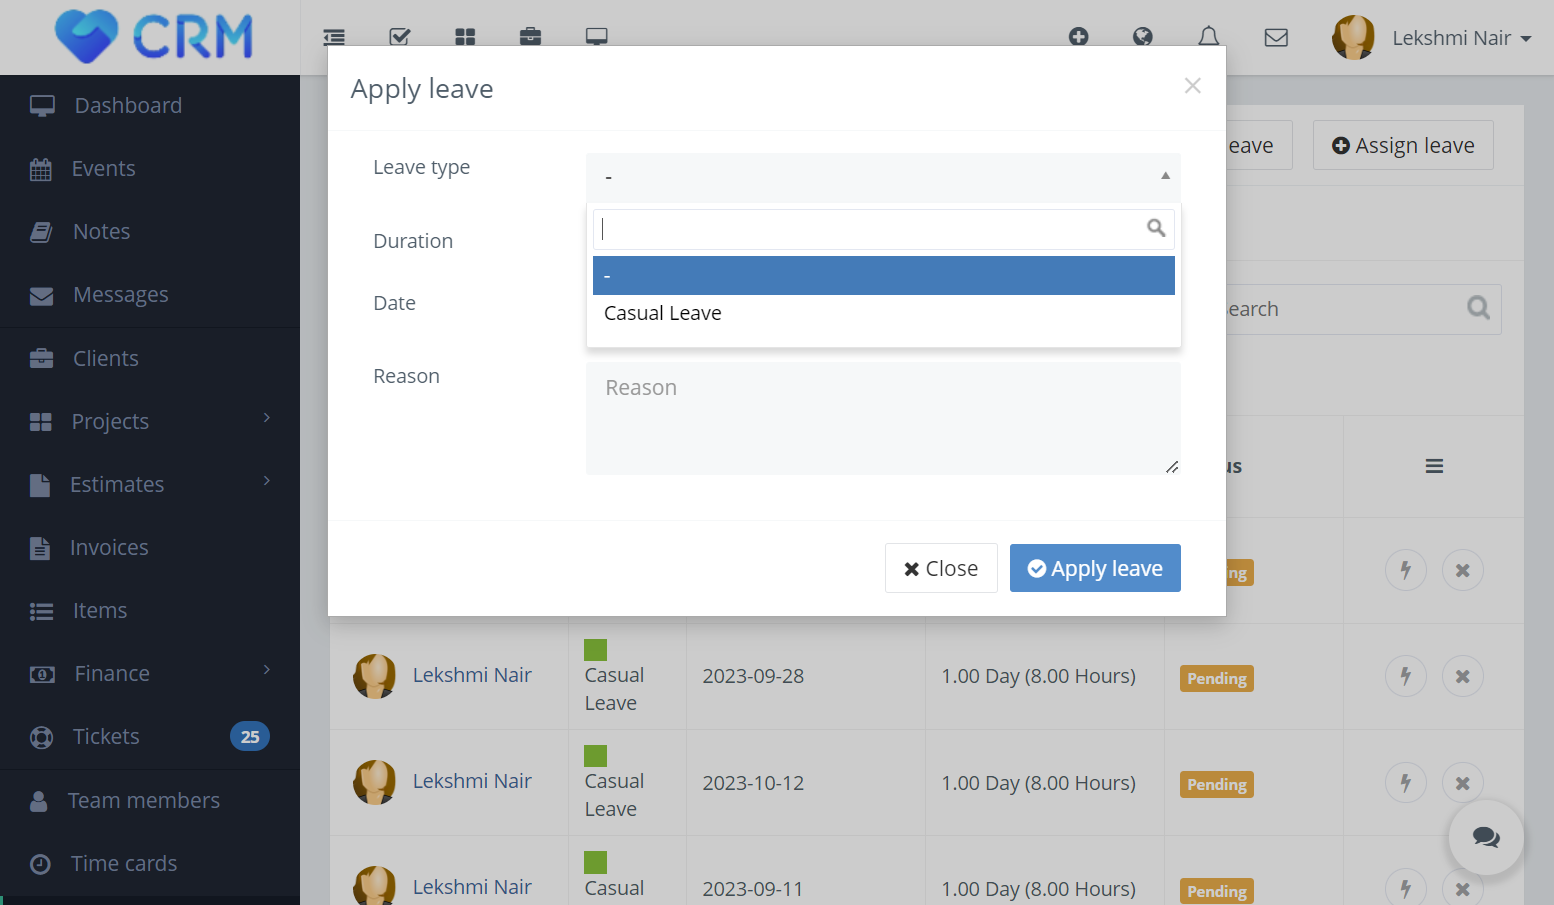 CRM
Lekshmi Nair
Dashboard
Events
Notes
Messages
Clients
Projects
Estimates
Invoices
Items
Finance
Tickets
25
Team members
Time cards
Apply leave
×
Leave type
-
-
Casual Leave
Duration
Date
Reason
Reason
Close
Apply leave
eave
Assign leave
earch
us
ng
Lekshmi Nair
Casual
Leave
2023-09-28
1.00 Day (8.00 Hours)
Pending
Lekshmi Nair
Casual
Leave
2023-10-12
1.00 Day (8.00 Hours)
Pending
Lekshmi Nair
Casual
2023-09-11
1.00 Day (8.00 Hours)
Pending